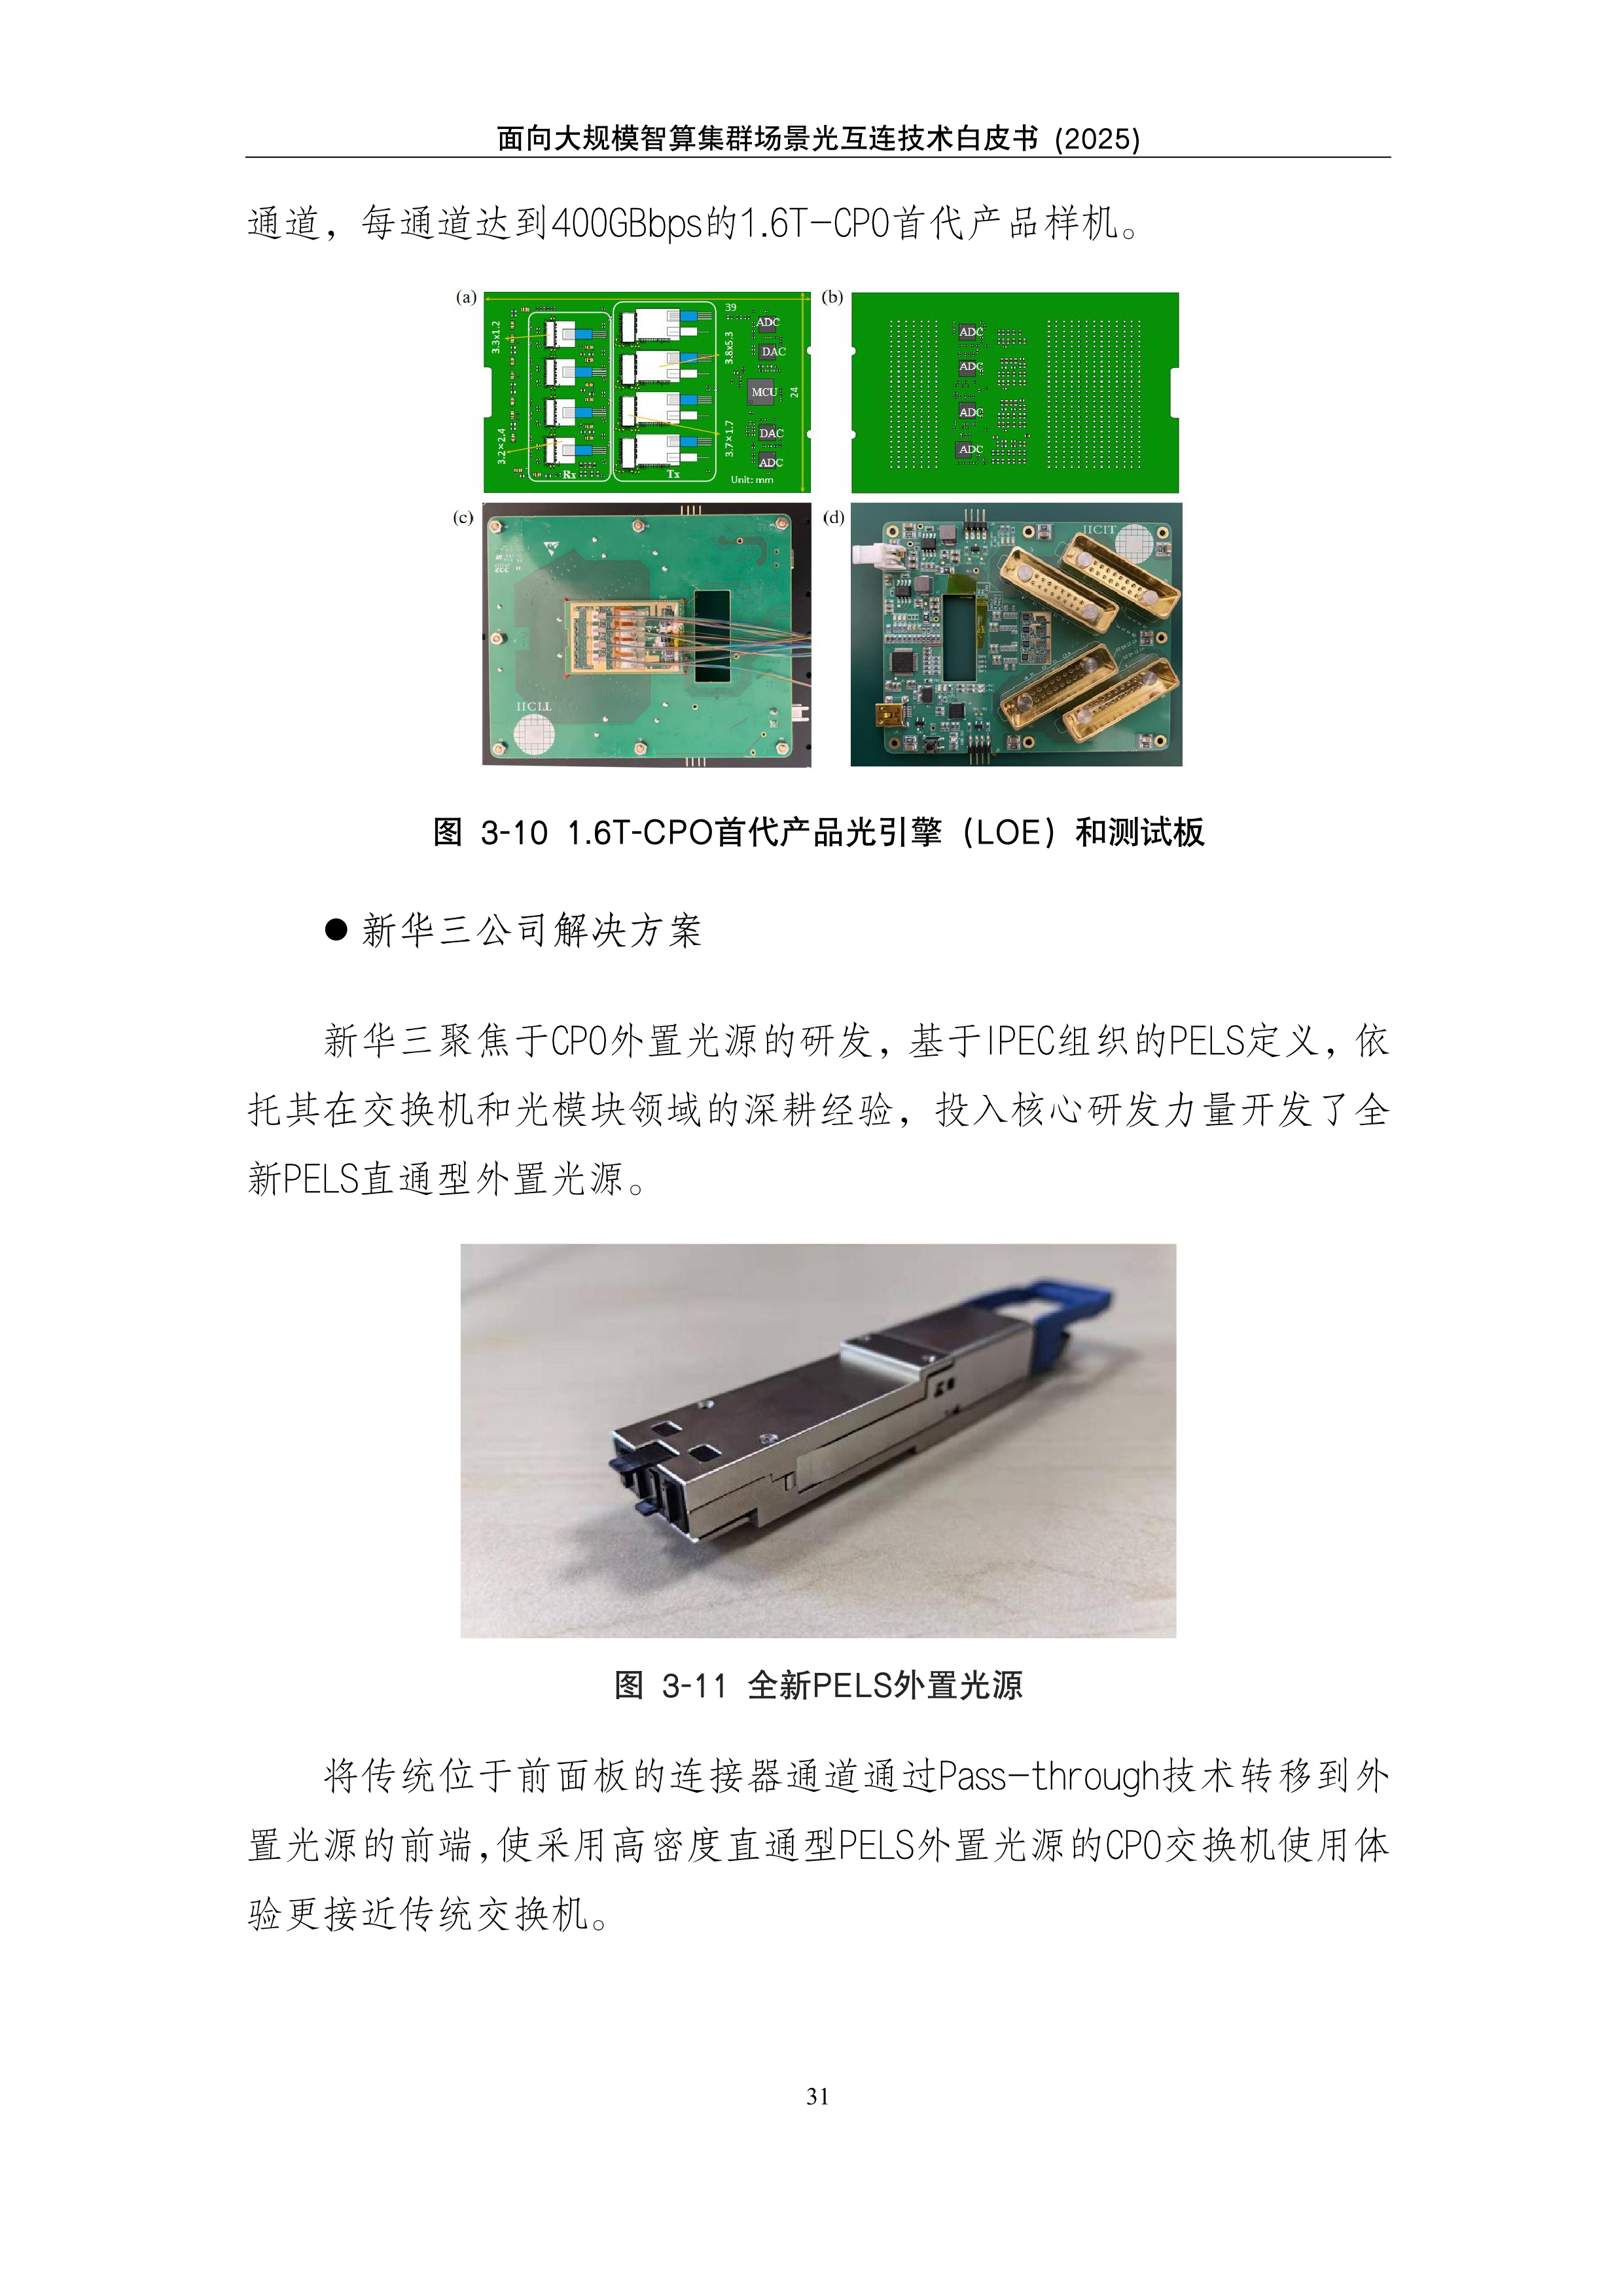 面向大规模智算集群场景光互连技术白皮书 (2025)
通道，每通道达到400GBbps的1.6T-CPO首代产品样机。
(a)
39
3.3x1.2
3.8x5.3
ADC
DAC
MCU
24
3.2×2.4
3.7×1.7
DAC
ADC
Rx
Tx
Unit: mm
(b)
ADC
ADC
ADC
ADC
(c)
IICIT
(d)
IICIT
图 3-10 1.6T-CPO首代产品光引擎（LOE）和测试板
● 新华三公司解决方案
新华三聚焦于CPO外置光源的研发，基于IPEC组织的PELS定义，依
托其在交换机和光模块领域的深耕经验，投入核心研发力量开发了全
新PELS直通型外置光源。
图 3-11 全新PELS外置光源
将传统位于前面板的连接器通道通过Pass-through技术转移到外
置光源的前端,使采用高密度直通型PELS外置光源的CPO交换机使用体
验更接近传统交换机。
31